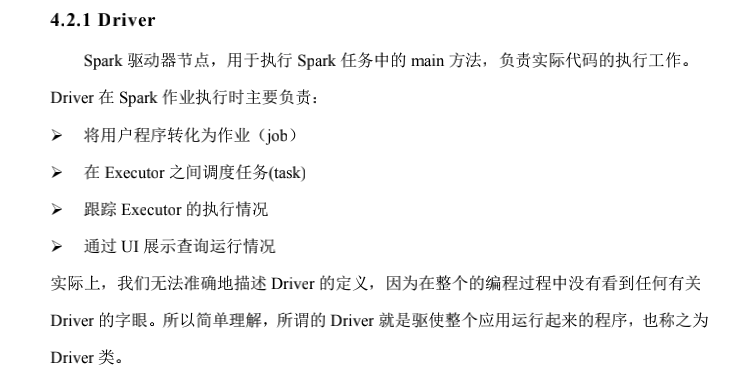 4.2.1 Driver
Spark 驱动器节点，用于执行 Spark 任务中的 main 方法，负责实际代码的执行工作。
Driver 在 Spark 作业执行时主要负责：
➢ 将用户程序转化为作业（job）
➢ 在 Executor 之间调度任务(task)
➢ 跟踪 Executor 的执行情况
➢ 通过 UI 展示查询运行情况
实际上，我们无法准确地描述 Driver 的定义，因为在整个的编程过程中没有看到任何有关
Driver 的字眼。所以简单理解，所谓的 Driver 就是驱使整个应用运行起来的程序，也称之为
Driver 类。